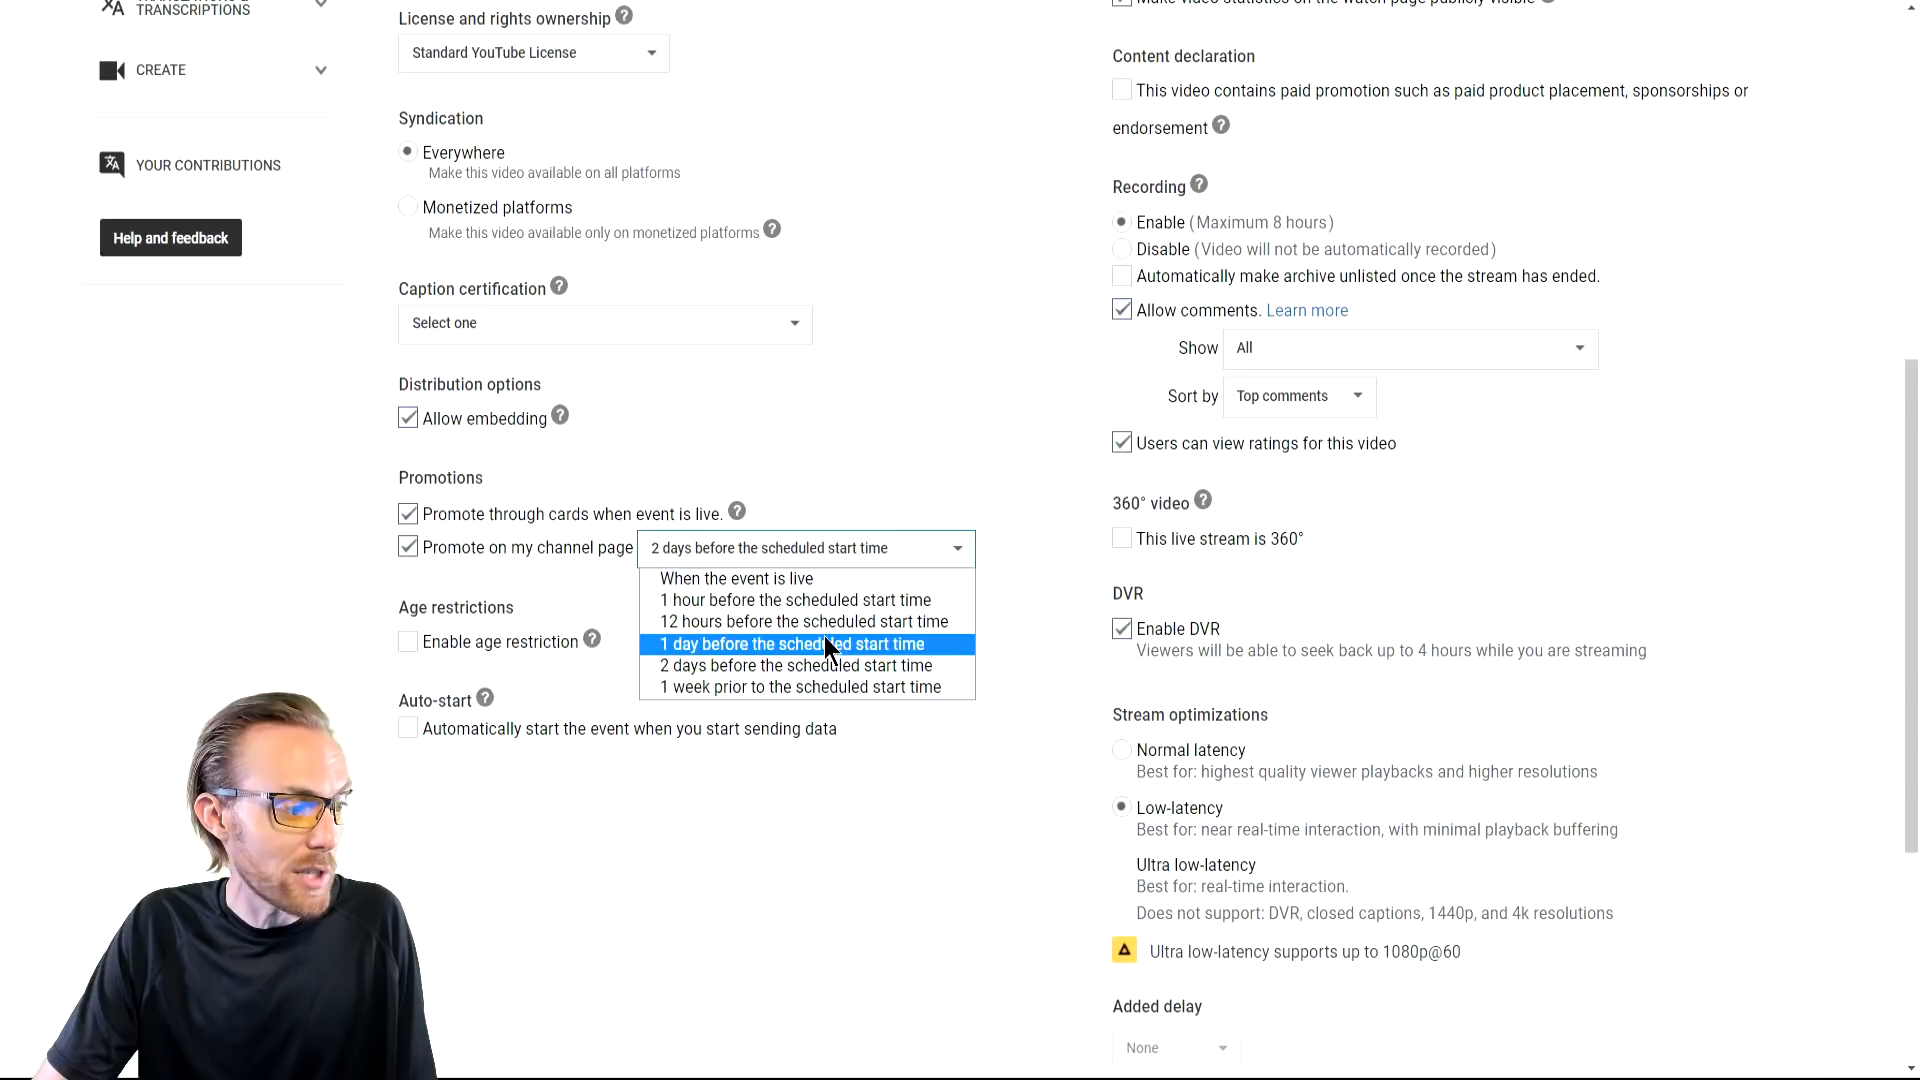 TRANSCRIPTIONS
CREATE
YOUR CONTRIBUTIONS
Help and feedback
License and rights ownership ?
Standard YouTube License
Syndication
Everywhere
Make this video available on all platforms
Monetized platforms
Make this video available only on monetized platforms ?
Caption certification ?
Select one
Distribution options
Allow embedding ?
Promotions
Promote through cards when event is live. ?
Promote on my channel page 2 days before the scheduled start time
When the event is live
1 hour before the scheduled start time
12 hours before the scheduled start time
1 day before the scheduled start time
2 days before the scheduled start time
1 week prior to the scheduled start time
Age restrictions
Enable age restriction ?
Auto-start ?
Automatically start the event when you start sending data
Make video statistics on the watch page publicly visible
Content declaration
This video contains paid promotion such as paid product placement, sponsorships or
endorsement ?
Recording ?
Enable (Maximum 8 hours)
Disable (Video will not be automatically recorded)
Automatically make archive unlisted once the stream has ended.
Allow comments. Learn more
Show All
Sort by Top comments
Users can view ratings for this video
360° video ?
This live stream is 360°
DVR
Enable DVR
Viewers will be able to seek back up to 4 hours while you are streaming
Stream optimizations
Normal latency
Best for: highest quality viewer playbacks and higher resolutions
Low-latency
Best for: near real-time interaction, with minimal playback buffering
Ultra low-latency
Best for: real-time interaction.
Does not support: DVR, closed captions, 1440p, and 4k resolutions
Ultra low-latency supports up to 1080p@60
Added delay
None